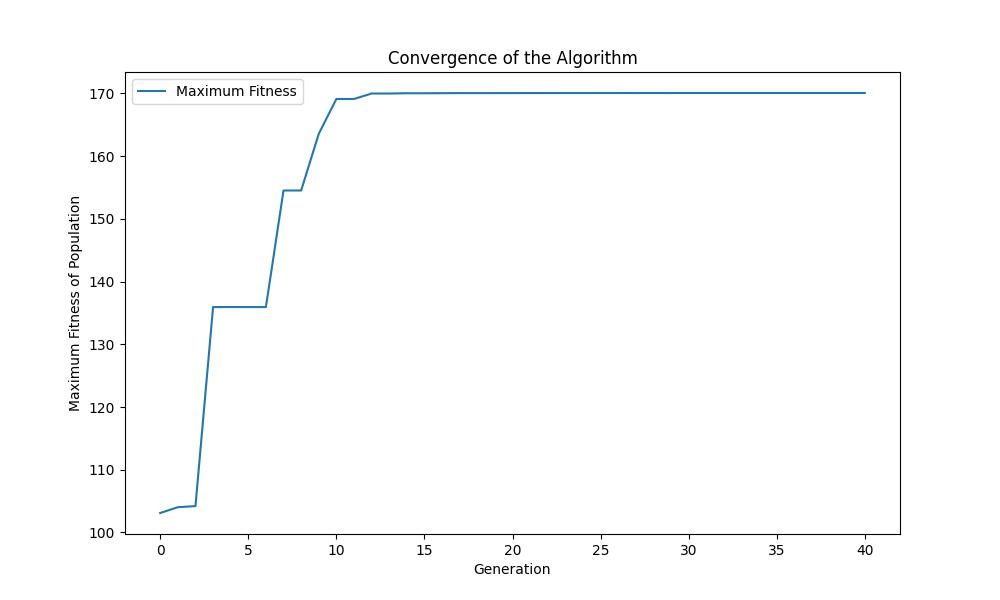 Convergence of the Algorithm
Maximum Fitness
Maximum Fitness of Population
170
160
150
140
130
120
110
100
0 5 10 15 20 25 30 35 40
Generation